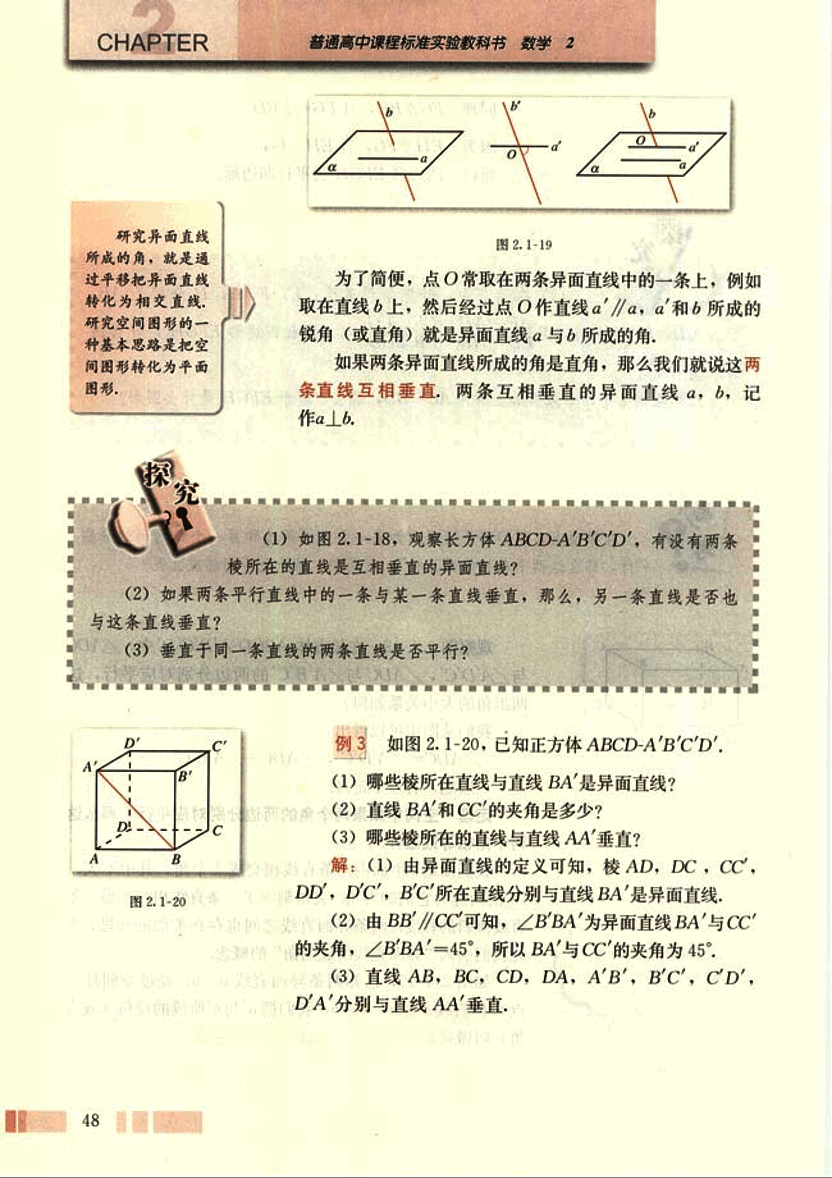 2
CHAPTER
普通高中课程标准实验教科书 数学 2
b
α
a
b′
O
a′
b
O
a′
a
α
图 2.1-19
研究异面直线
所成的角，就是通
过平移把异面直线
转化为相交直线.
研究空间图形的一
种基本思路是把空
间图形转化为平面
图形.
为了简便，点O常取在两条异面直线中的一条上，例如
取在直线b上，然后经过点O作直线a′∥a，a′和b所成的
锐角（或直角）就是异面直线a与b所成的角.
如果两条异面直线所成的角是直角，那么我们就说这两
条直线互相垂直. 两条互相垂直的异面直线 a，b，记
作a⊥b.
探究
(1) 如图 2.1-18，观察长方体 ABCD-A′B′C′D′，有没有两条
棱所在的直线是互相垂直的异面直线?
(2) 如果两条平行直线中的一条与某一条直线垂直，那么，另一条直线是否也
与这条直线垂直?
(3) 垂直于同一条直线的两条直线是否平行?
D′
C′
A′
B′
D
C
A
B
图 2.1-20
例 3 如图 2.1-20，已知正方体 ABCD-A′B′C′D′.
(1) 哪些棱所在直线与直线 BA′是异面直线?
(2) 直线 BA′和CC′的夹角是多少?
(3) 哪些棱所在的直线与直线 AA′垂直?
解：(1) 由异面直线的定义可知，棱 AD，DC，CC′，
DD′，D′C′，B′C′所在直线分别与直线 BA′是异面直线.
(2) 由 BB′∥CC′可知，∠B′BA′为异面直线BA′与CC′
的夹角，∠B′BA′=45°，所以 BA′与CC′的夹角为 45°.
(3) 直线 AB，BC，CD，DA，A′B′，B′C′，C′D′，
D′A′分别与直线 AA′垂直.
48